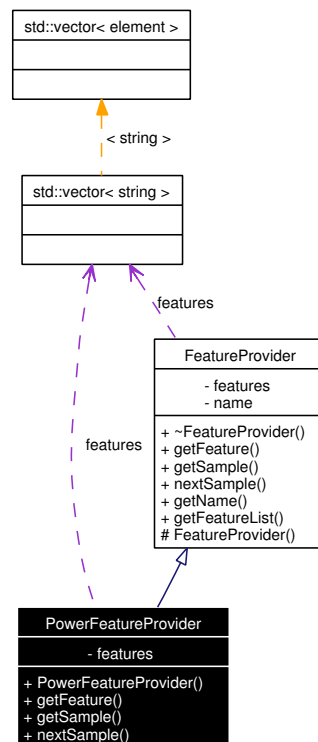 std::vector< element >
< string >
std::vector< string >
features
FeatureProvider
- features
- name
+ ~FeatureProvider()
+ getFeature()
+ getSample()
+ nextSample()
+ getName()
+ getFeatureList()
# FeatureProvider()
features
PowerFeatureProvider
- features
+ PowerFeatureProvider()
+ getFeature()
+ getSample()
+ nextSample()